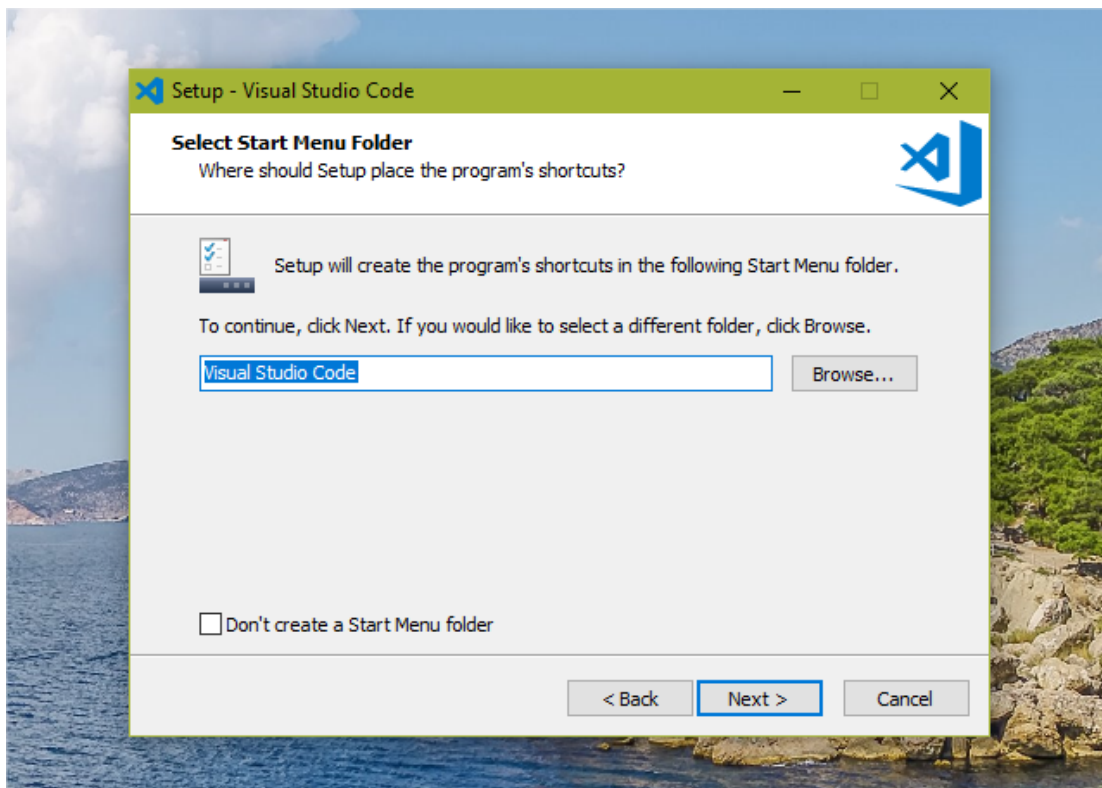 Setup - Visual Studio Code
Select Start Menu Folder
Where should Setup place the program's shortcuts?
Setup will create the program's shortcuts in the following Start Menu folder.
To continue, click Next. If you would like to select a different folder, click Browse.
Visual Studio Code
Browse...
Don't create a Start Menu folder
< Back
Next >
Cancel